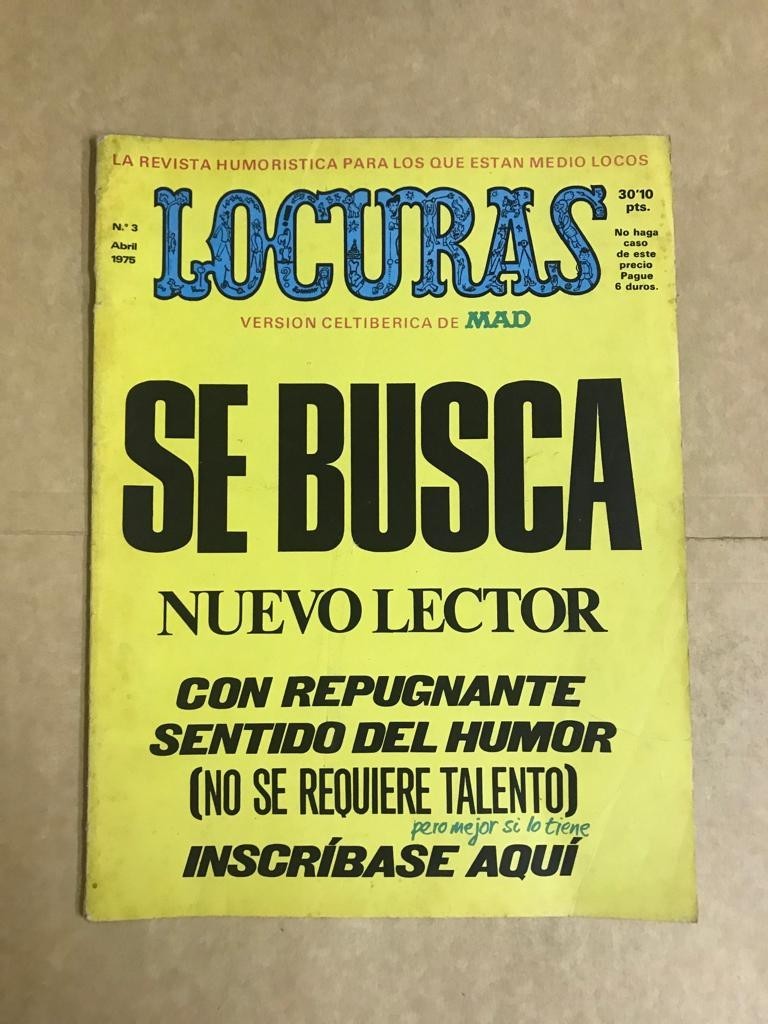 LA REVISTA HUMORISTICA PARA LOS QUE ESTAN MEDIO LOCOS
LOCURAS
N.º 3
Abril
1975
30'10
pts.
No haga
caso
de este
precio
Pague
6 duros.
VERSION CELTIBERICA DE MAD
SE BUSCA
NUEVO LECTOR
CON REPUGNANTE
SENTIDO DEL HUMOR
(NO SE REQUIERE TALENTO)
pero mejor si lo tiene
INSCRÍBASE AQUÍ